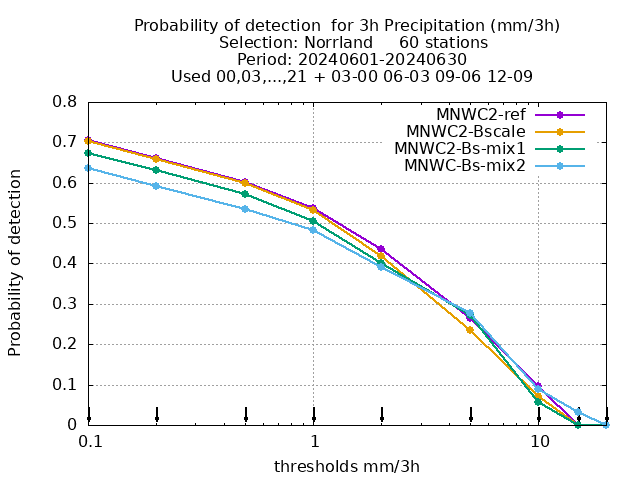 Probability of detection  for 3h Precipitation (mm/3h)
Selection: Norrland     60 stations
Period: 20240601-20240630
Used 00,03,...,21 + 03-00 06-03 09-06 12-09
MNWC2-ref
MNWC2-Bscale
MNWC2-Bs-mix1
MNWC-Bs-mix2
Probability of detection
0.8
0.7
0.6
0.5
0.4
0.3
0.2
0.1
0
0.1 1 10
thresholds mm/3h